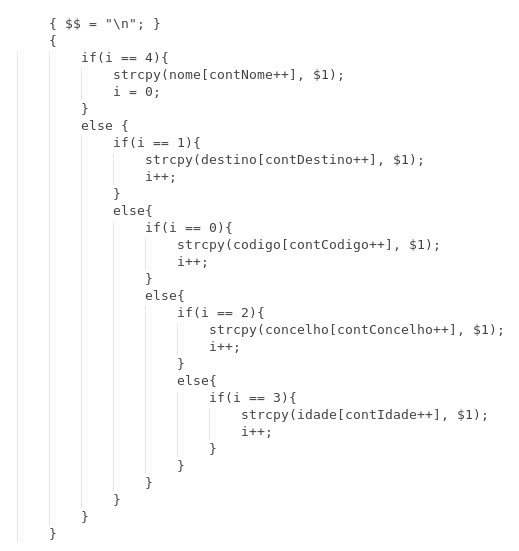 { $$ = "\n"; }
{
if(i == 4){
strcpy(nome[contNome++], $1);
i = 0;
}
else {
if(i == 1){
strcpy(destino[contDestino++], $1);
i++;
}
else{
if(i == 0){
strcpy(codigo[contCodigo++], $1);
i++;
}
else{
if(i == 2){
strcpy(concelho[contConcelho++], $1);
i++;
}
else{
if(i == 3){
strcpy(idade[contIdade++], $1);
i++;
}
}
}
}
}
}